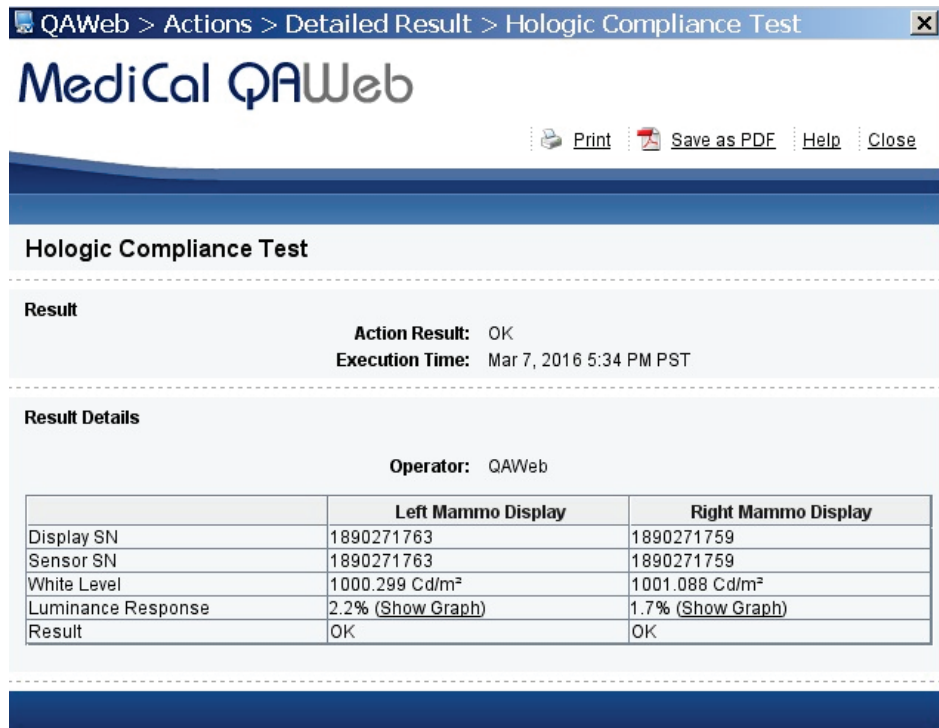 QAWeb > Actions > Detailed Result > Hologic Compliance Test
MediCal QAWeb
Print Save as PDF Help Close
Hologic Compliance Test
Result
Action Result: OK
Execution Time: Mar 7, 2016 5:34 PM PST
Result Details
Operator: QAWeb
Left Mammo Display Right Mammo Display
Display SN 1890271763 1890271759
Sensor SN 1890271763 1890271759
White Level 1000.299 Cd/m² 1001.088 Cd/m²
Luminance Response 2.2% (Show Graph) 1.7% (Show Graph)
Result OK OK